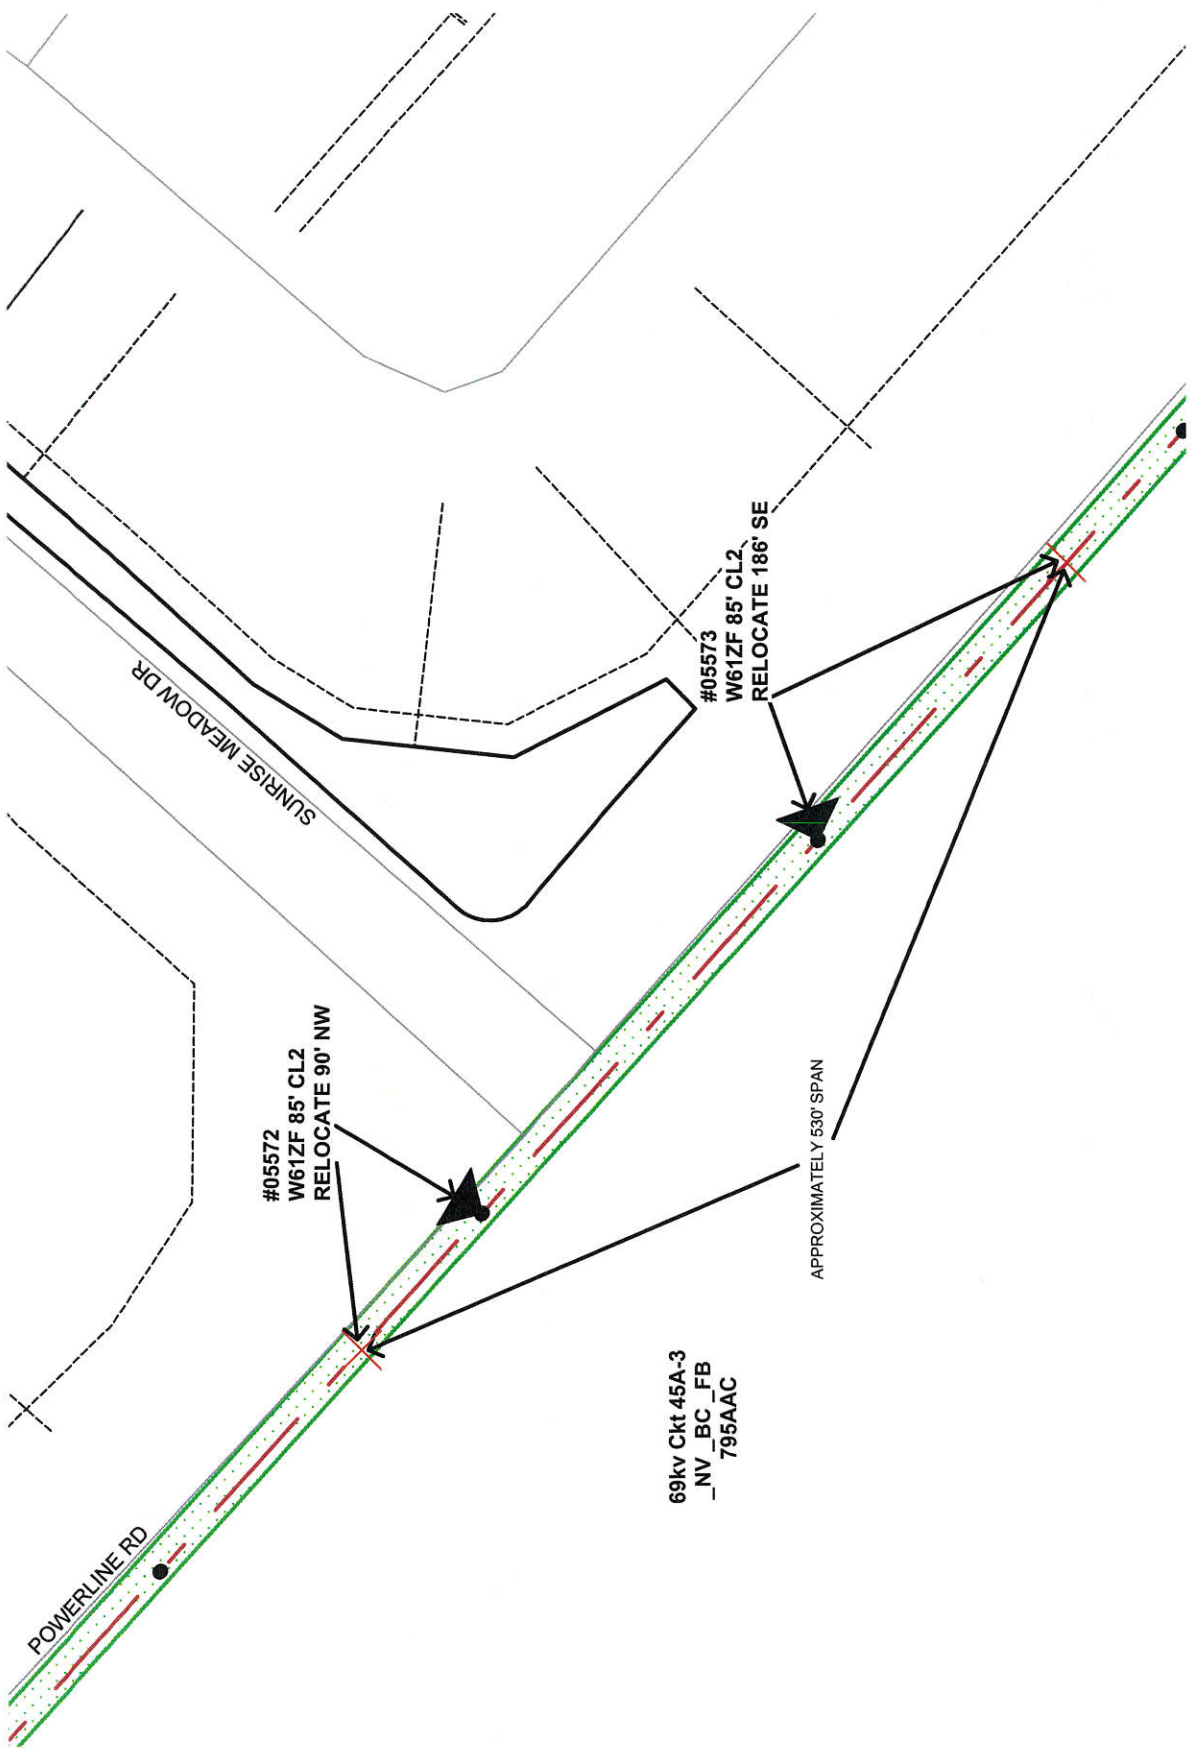 POWERLINE RD
SUNRISE MEADOW DR
#05572
W61ZF 85' CL2
RELOCATE 90' NW
#05573
W61ZF 85' CL2
RELOCATE 186' SE
APPROXIMATELY 530' SPAN
69kv Ckt 45A-3
_NV_BC_FB
795AAC